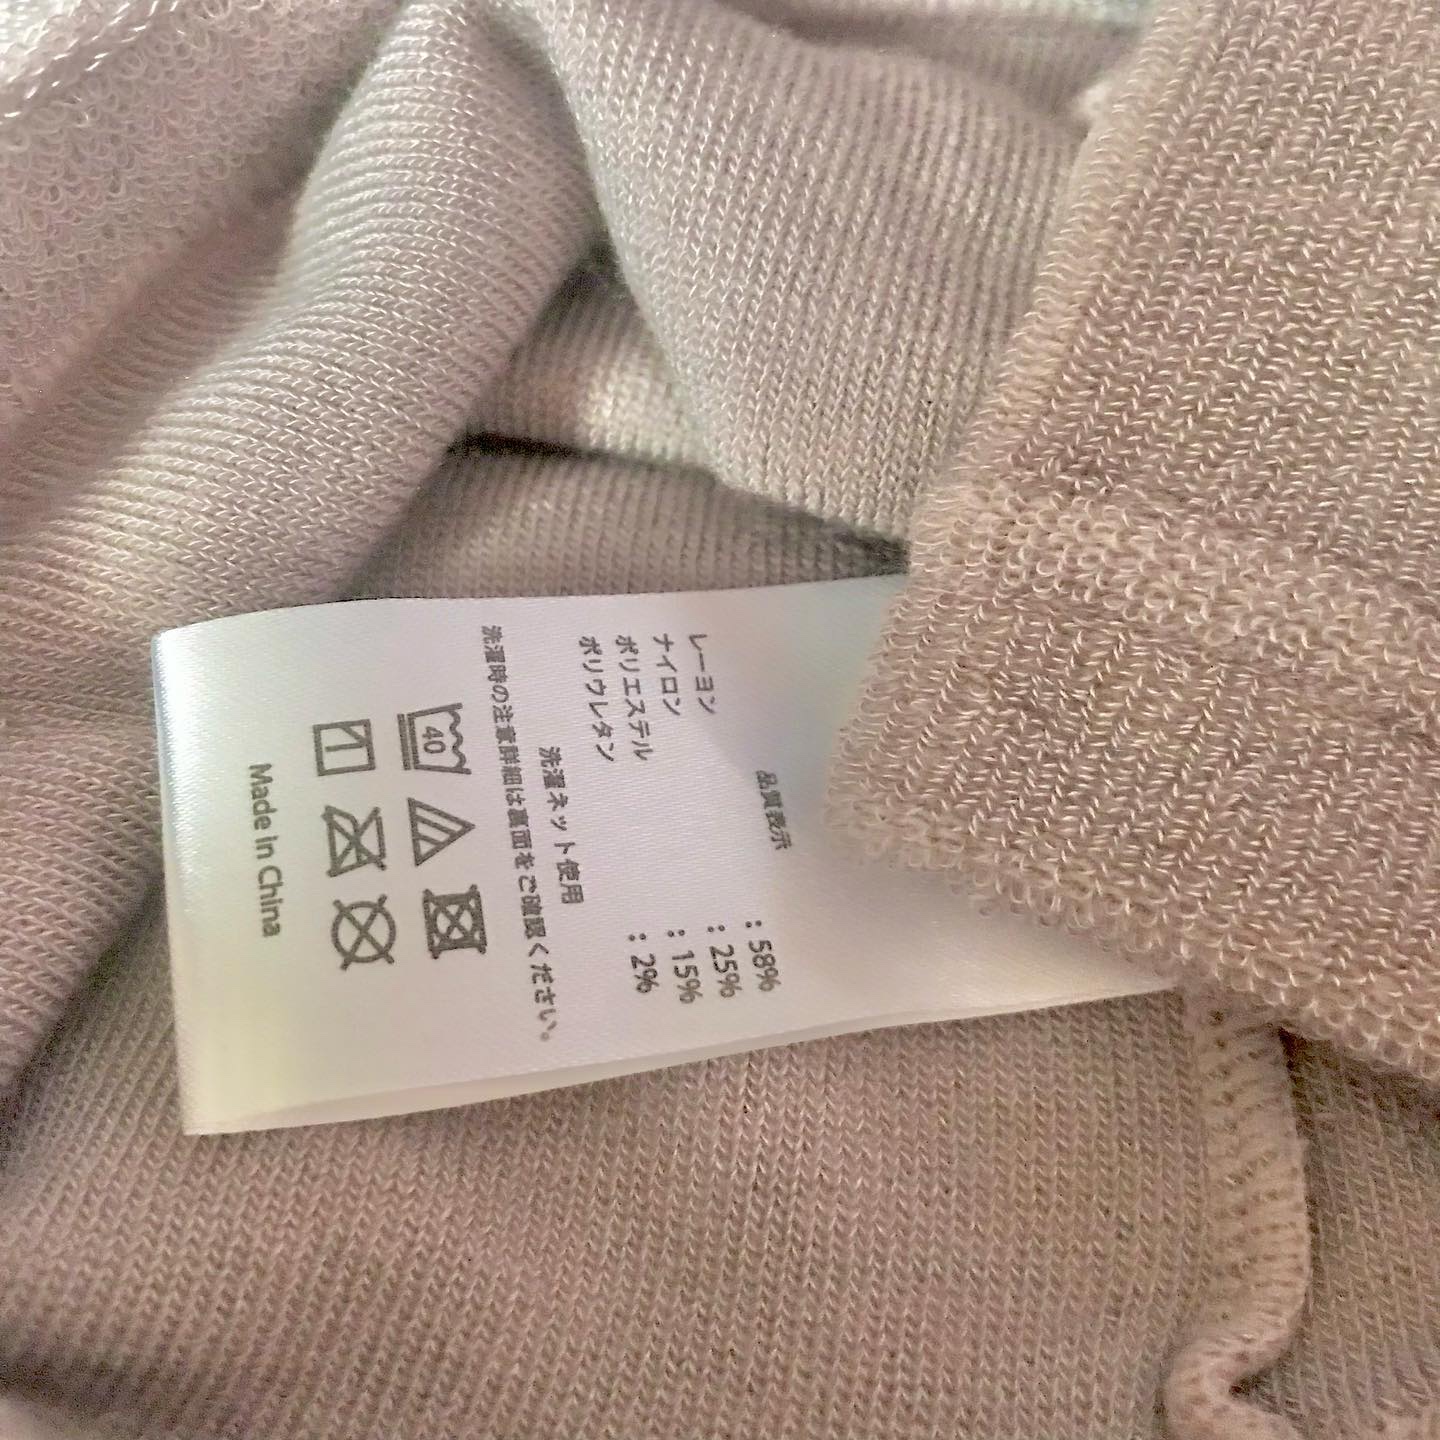 品質表示
レーヨン : 58%
ナイロン : 25%
ポリエステル : 15%
ポリウレタン : 2%
洗濯ネット使用
洗濯時の注意詳細は裏面をご確認ください。
40
Made in China